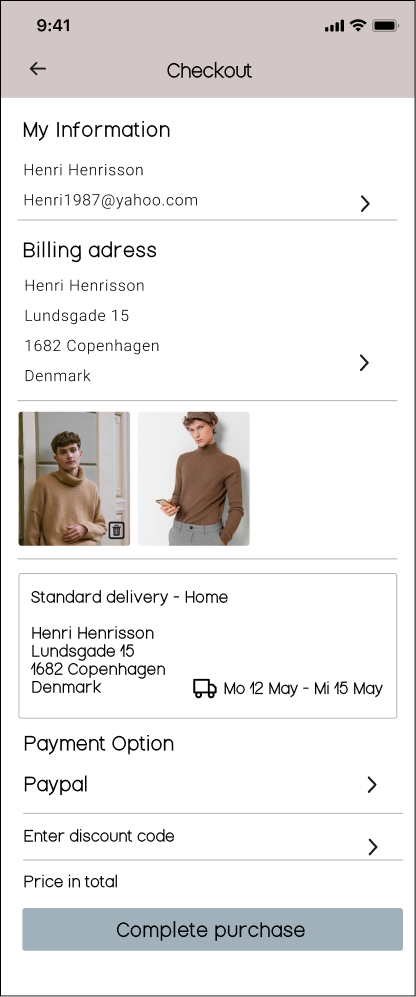 9:41
Checkout
My Information
Henri Henrisson
Henri1987@yahoo.com
Billing adress
Henri Henrisson
Lundsgade 15
1682 Copenhagen
Denmark
Standard delivery - Home
Henri Henrisson
Lundsgade 15
1682 Copenhagen
Denmark
Mo 12 May - Mi 15 May
Payment Option
Paypal
Enter discount code
Price in total
Complete purchase